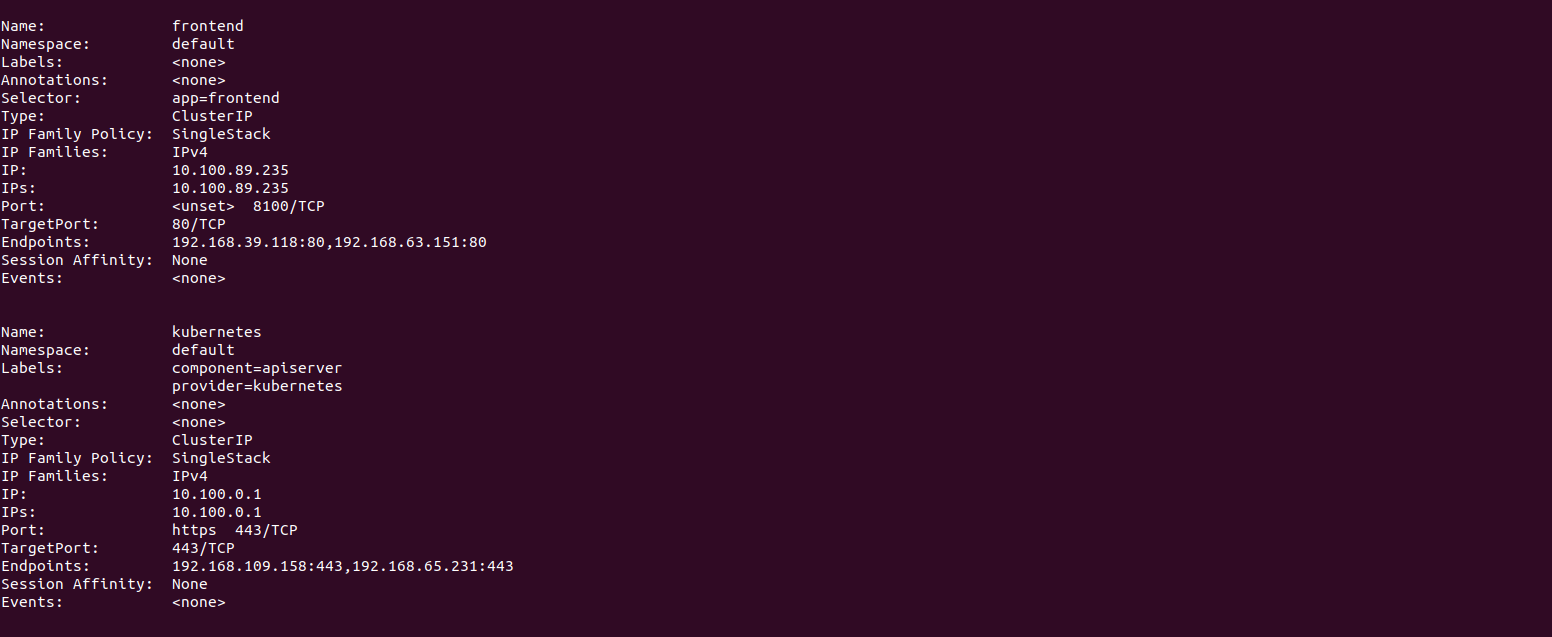 Name:              frontend
Namespace:         default
Labels:            <none>
Annotations:       <none>
Selector:          app=frontend
Type:              ClusterIP
IP Family Policy:  SingleStack
IP Families:       IPv4
IP:                10.100.89.235
IPs:               10.100.89.235
Port:              <unset>  8100/TCP
TargetPort:        80/TCP
Endpoints:         192.168.39.118:80,192.168.63.151:80
Session Affinity:  None
Events:            <none>
Name:              kubernetes
Namespace:         default
Labels:            component=apiserver
                   provider=kubernetes
Annotations:       <none>
Selector:          <none>
Type:              ClusterIP
IP Family Policy:  SingleStack
IP Families:       IPv4
IP:                10.100.0.1
IPs:               10.100.0.1
Port:              https  443/TCP
TargetPort:        443/TCP
Endpoints:         192.168.109.158:443,192.168.65.231:443
Session Affinity:  None
Events:            <none>